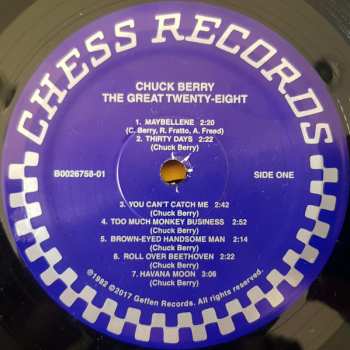 CHESS RECORDS
CHUCK BERRY
THE GREAT TWENTY-EIGHT
1. MAYBELLENE 2:20
(C. Berry, R. Fratto, A. Freed)
2. THIRTY DAYS 2:22
(Chuck Berry)
B0026758-01
SIDE ONE
3. YOU CAN'T CATCH ME 2:42
(Chuck Berry)
4. TOO MUCH MONKEY BUSINESS 2:52
(Chuck Berry)
5. BROWN-EYED HANDSOME MAN 2:14
(Chuck Berry)
6. ROLL OVER BEETHOVEN 2:22
(Chuck Berry)
7. HAVANA MOON 3:06
(Chuck Berry)
©1982 ℗2017 Geffen Records. All rights reserved.